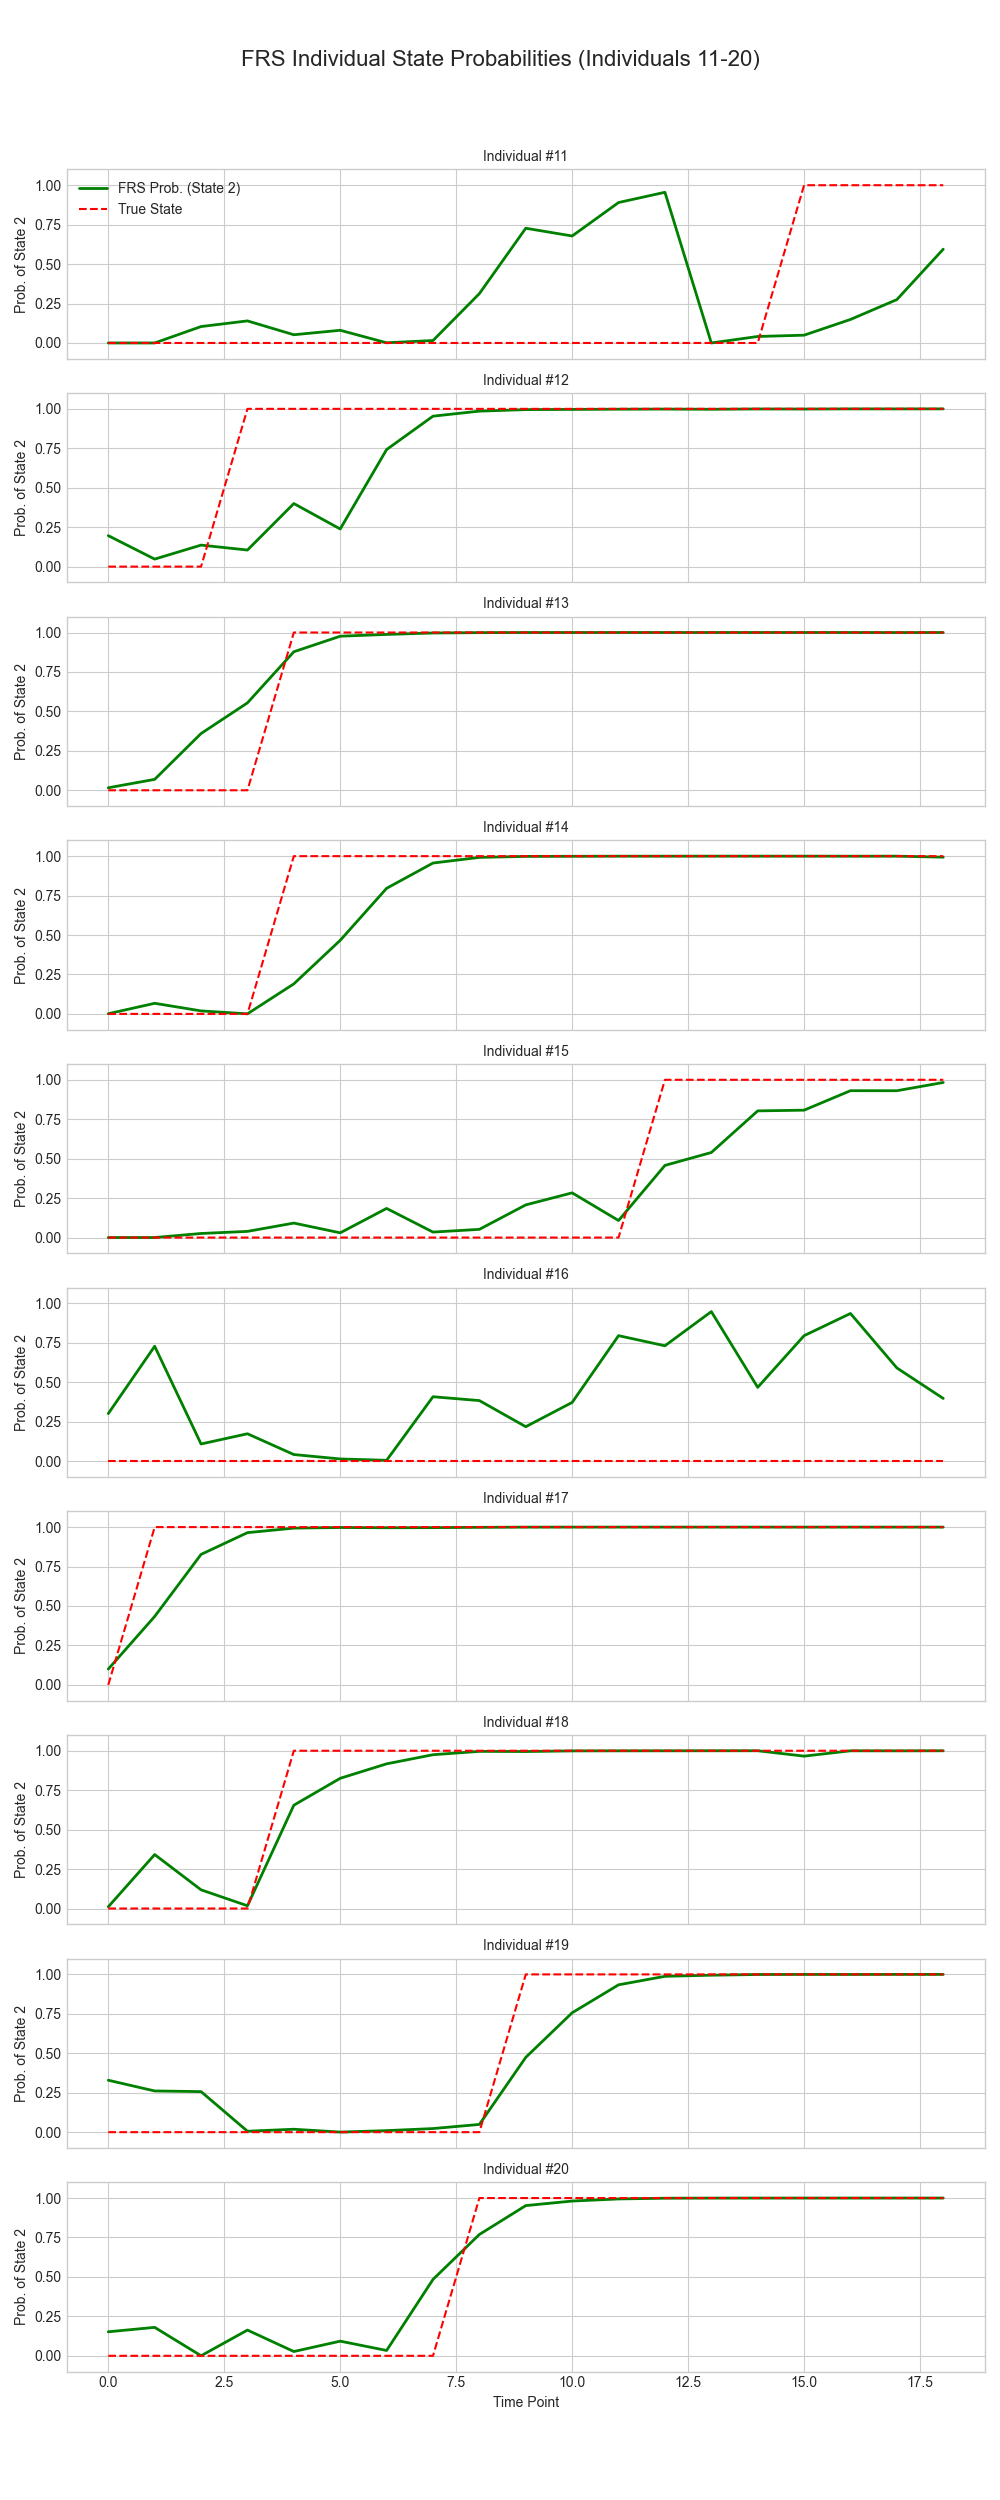 FRS Individual State Probabilities (Individuals 11-20)
Individual #11
FRS Prob. (State 2)
True State
Prob. of State 2
1.00
0.75
0.50
0.25
0.00
Individual #12
Prob. of State 2
1.00
0.75
0.50
0.25
0.00
Individual #13
Prob. of State 2
1.00
0.75
0.50
0.25
0.00
Individual #14
Prob. of State 2
1.00
0.75
0.50
0.25
0.00
Individual #15
Prob. of State 2
1.00
0.75
0.50
0.25
0.00
Individual #16
Prob. of State 2
1.00
0.75
0.50
0.25
0.00
Individual #17
Prob. of State 2
1.00
0.75
0.50
0.25
0.00
Individual #18
Prob. of State 2
1.00
0.75
0.50
0.25
0.00
Individual #19
Prob. of State 2
1.00
0.75
0.50
0.25
0.00
Individual #20
Prob. of State 2
1.00
0.75
0.50
0.25
0.00
0.0 2.5 5.0 7.5 10.0 12.5 15.0 17.5
Time Point